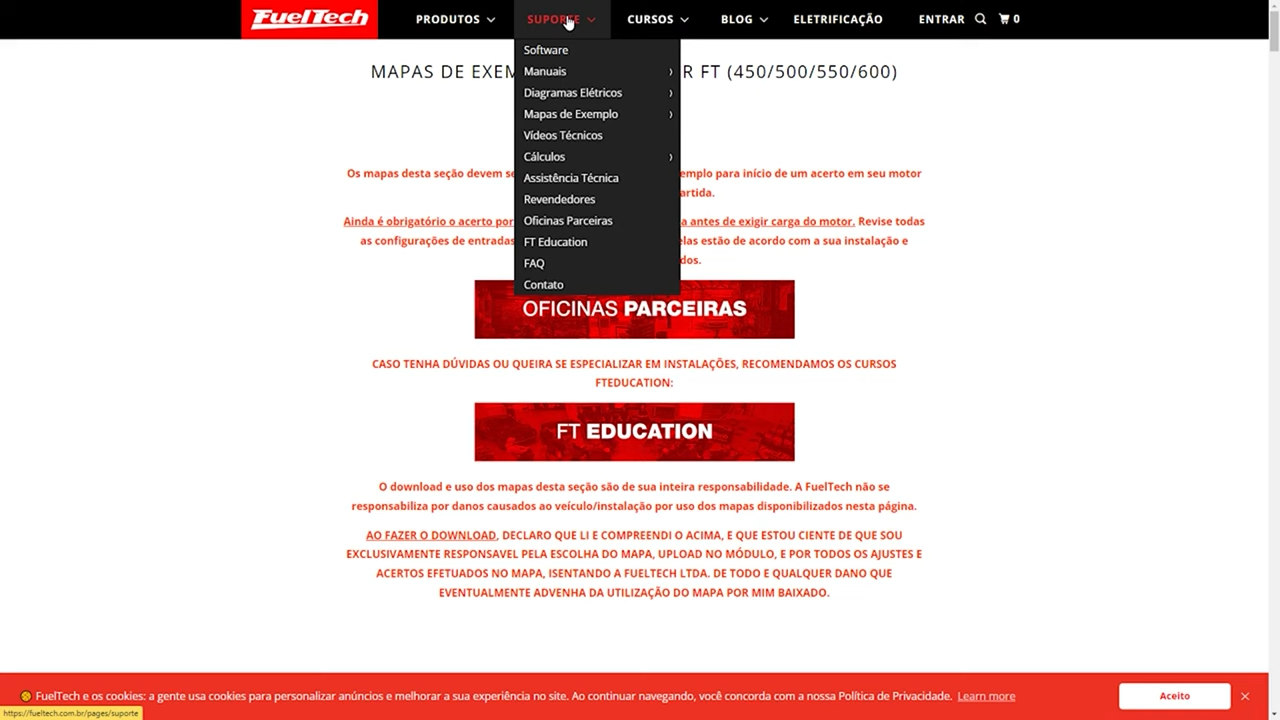 FuelTech
PRODUTOS
SUPORTE
CURSOS
BLOG
ELETRIFICAÇÃO
ENTRAR
0
Software
Manuais
Diagramas Elétricos
Mapas de Exemplo
Vídeos Técnicos
Cálculos
Assistência Técnica
Revendedores
Oficinas Parceiras
FT Education
FAQ
Contato
MAPAS DE EXEM R FT (450/500/550/600)
Os mapas desta seção devem se emplo para início de um acerto em seu motor
artida.
Ainda é obrigatório o acerto por a antes de exigir carga do motor. Revise todas
as configurações de entradas elas estão de acordo com a sua instalação e
dos.
OFICINAS PARCEIRAS
CASO TENHA DÚVIDAS OU QUEIRA SE ESPECIALIZAR EM INSTALAÇÕES, RECOMENDAMOS OS CURSOS
FTEDUCATION:
FT EDUCATION
O download e uso dos mapas desta seção são de sua inteira responsabilidade. A FuelTech não se
responsabiliza por danos causados ao veículo/instalação por uso dos mapas disponibilizados nesta página.
AO FAZER O DOWNLOAD, DECLARO QUE LI E COMPREENDI O ACIMA, E QUE ESTOU CIENTE DE QUE SOU
EXCLUSIVAMENTE RESPONSAVEL PELA ESCOLHA DO MAPA, UPLOAD NO MÓDULO, E POR TODOS OS AJUSTES E
ACERTOS EFETUADOS NO MAPA, ISENTANDO A FUELTECH LTDA. DE TODO E QUALQUER DANO QUE
EVENTUALMENTE ADVENHA DA UTILIZAÇÃO DO MAPA POR MIM BAIXADO.
FuelTech e os cookies: a gente usa cookies para personalizar anúncios e melhorar a sua experiência no site. Ao continuar navegando, você concorda com a nossa Política de Privacidade. Learn more
Aceito
https://fueltech.com.br/pages/suporte